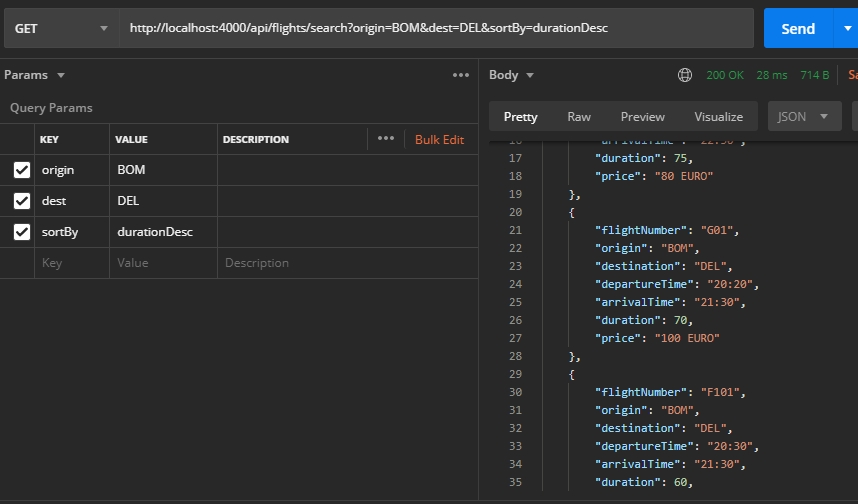 GET http://localhost:4000/api/flights/search?origin=BOM&dest=DEL&sortBy=durationDesc Send
Params
Query Params
KEY VALUE DESCRIPTION Bulk Edit
origin BOM
dest DEL
sortBy durationDesc
Key Value Description
Body 200 OK 28 ms 714 B
Pretty Raw Preview Visualize JSON
16 "arrivalTime": "22:30",
17 "duration": 75,
18 "price": "80 EURO"
19 },
20 {
21 "flightNumber": "G01",
22 "origin": "BOM",
23 "destination": "DEL",
24 "departureTime": "20:20",
25 "arrivalTime": "21:30",
26 "duration": 70,
27 "price": "100 EURO"
28 },
29 {
30 "flightNumber": "F101",
31 "origin": "BOM",
32 "destination": "DEL",
33 "departureTime": "20:30",
34 "arrivalTime": "21:30",
35 "duration": 60,